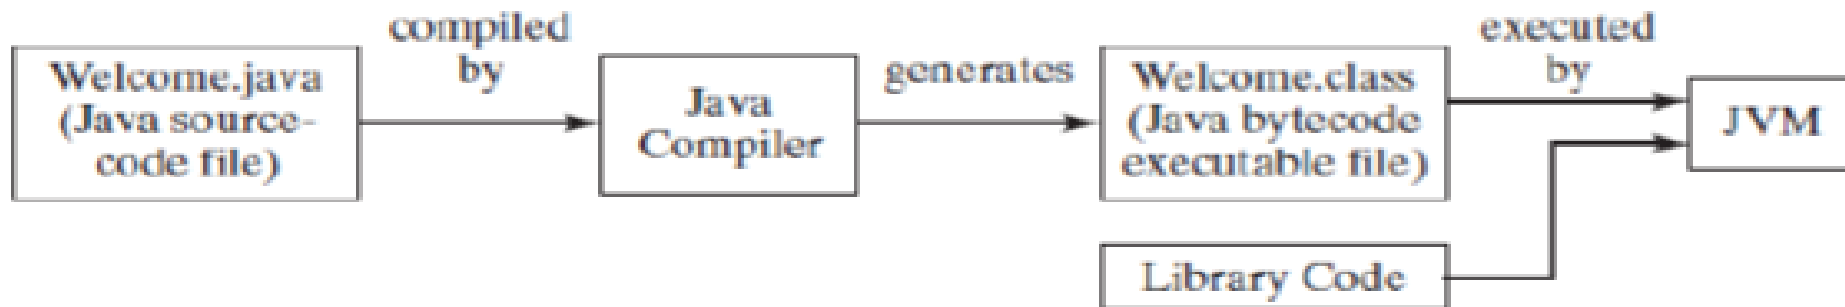 Welcome.java
(Java source-
code file)
compiled
by
Java
Compiler
generates
Welcome.class
(Java bytecode
executable file)
executed
by
JVM
Library Code